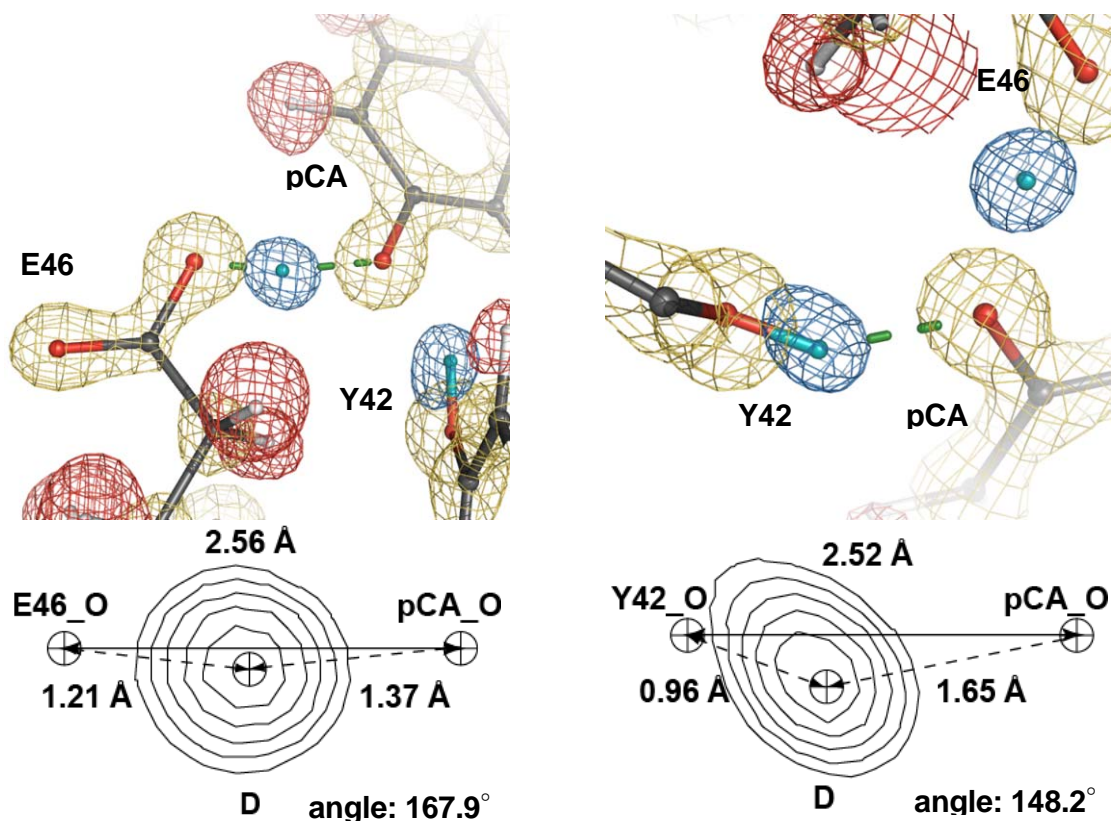 pCA
E46
Y42
2.56 Å
E46_O
pCA_O
1.21 Å
1.37 Å
D
angle: 167.9°
E46
Y42
pCA
2.52 Å
Y42_O
pCA_O
0.96 Å
1.65 Å
D
angle: 148.2°